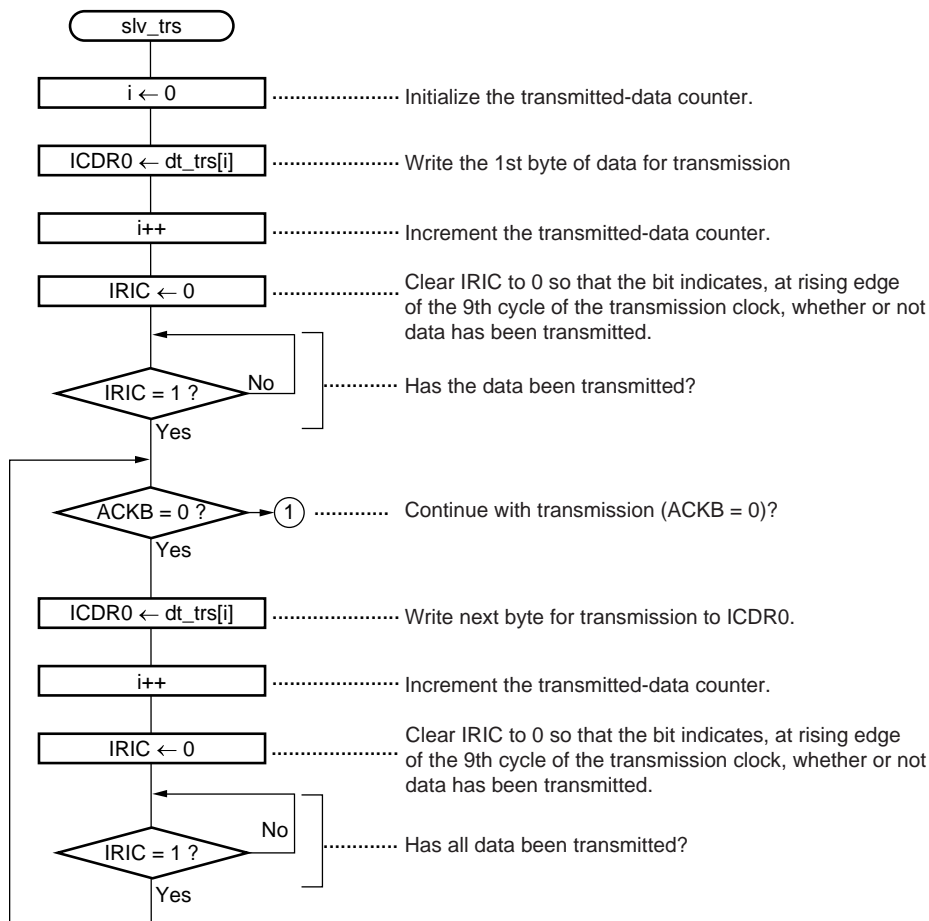 slv_trs
i ← 0
Initialize the transmitted-data counter.
ICDR0 ← dt_trs[i]
Write the 1st byte of data for transmission
i++
Increment the transmitted-data counter.
IRIC ← 0
Clear IRIC to 0 so that the bit indicates, at rising edge
of the 9th cycle of the transmission clock, whether or not
data has been transmitted.
IRIC = 1 ?
No
Has the data been transmitted?
Yes
ACKB = 0 ?
1
Continue with transmission (ACKB = 0)?
Yes
ICDR0 ← dt_trs[i]
Write next byte for transmission to ICDR0.
i++
Increment the transmitted-data counter.
IRIC ← 0
Clear IRIC to 0 so that the bit indicates, at rising edge
of the 9th cycle of the transmission clock, whether or not
data has been transmitted.
IRIC = 1 ?
No
Has all data been transmitted?
Yes